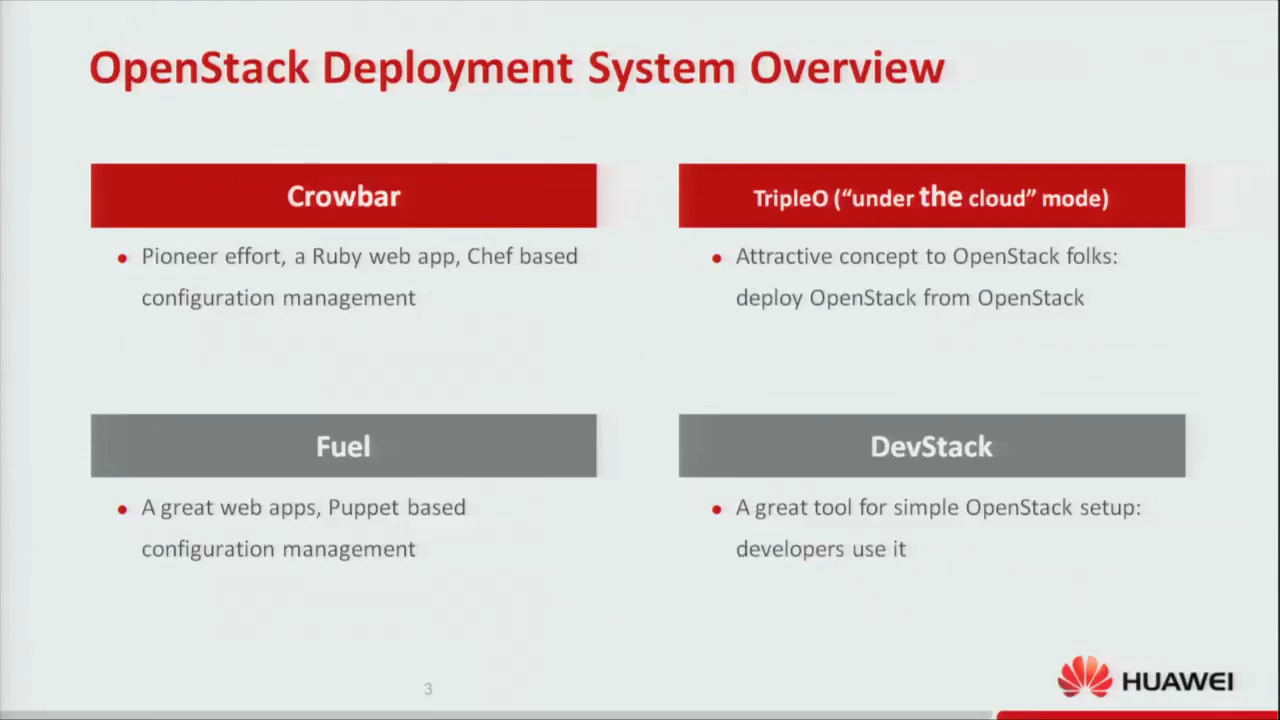 OpenStack Deployment System Overview
Crowbar
• Pioneer effort, a Ruby web app, Chef based
configuration management
TripleO (“under the cloud” mode)
• Attractive concept to OpenStack folks:
deploy OpenStack from OpenStack
Fuel
• A great web apps, Puppet based
configuration management
DevStack
• A great tool for simple OpenStack setup:
developers use it
3
HUAWEI